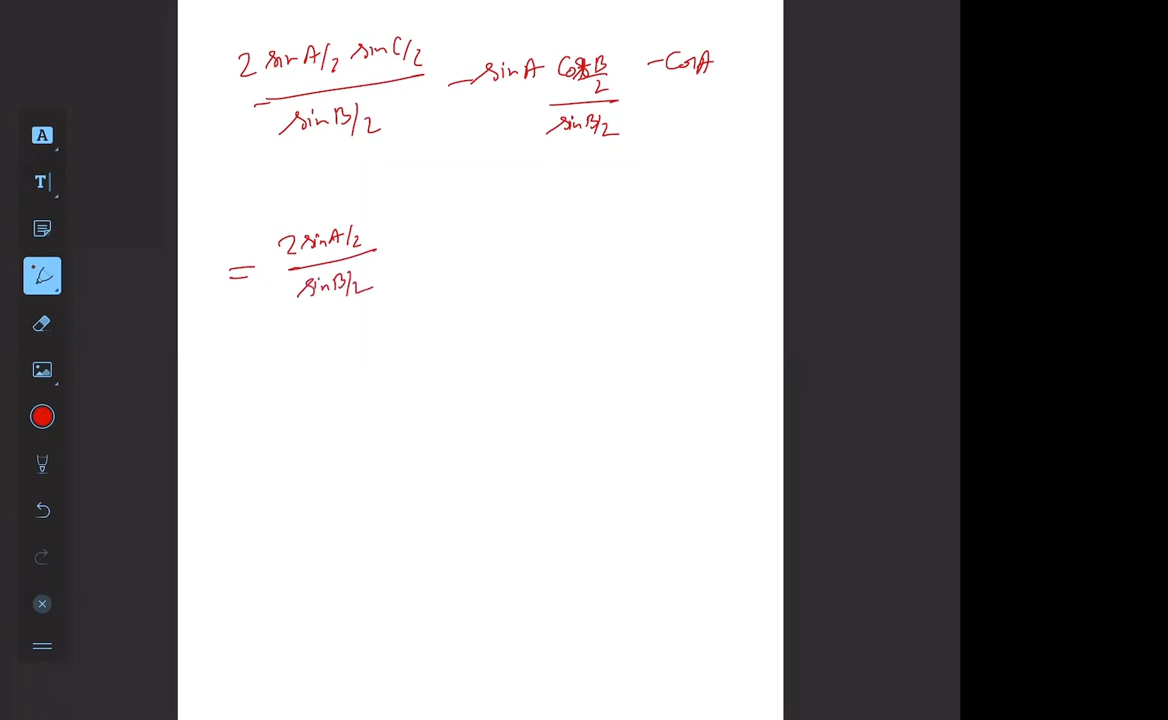 2 sin A/2 sin C/2 - sin A cos B/2 - cos A
sin B/2 sin B/2
= 2 sin A/2
sin B/2
A
T